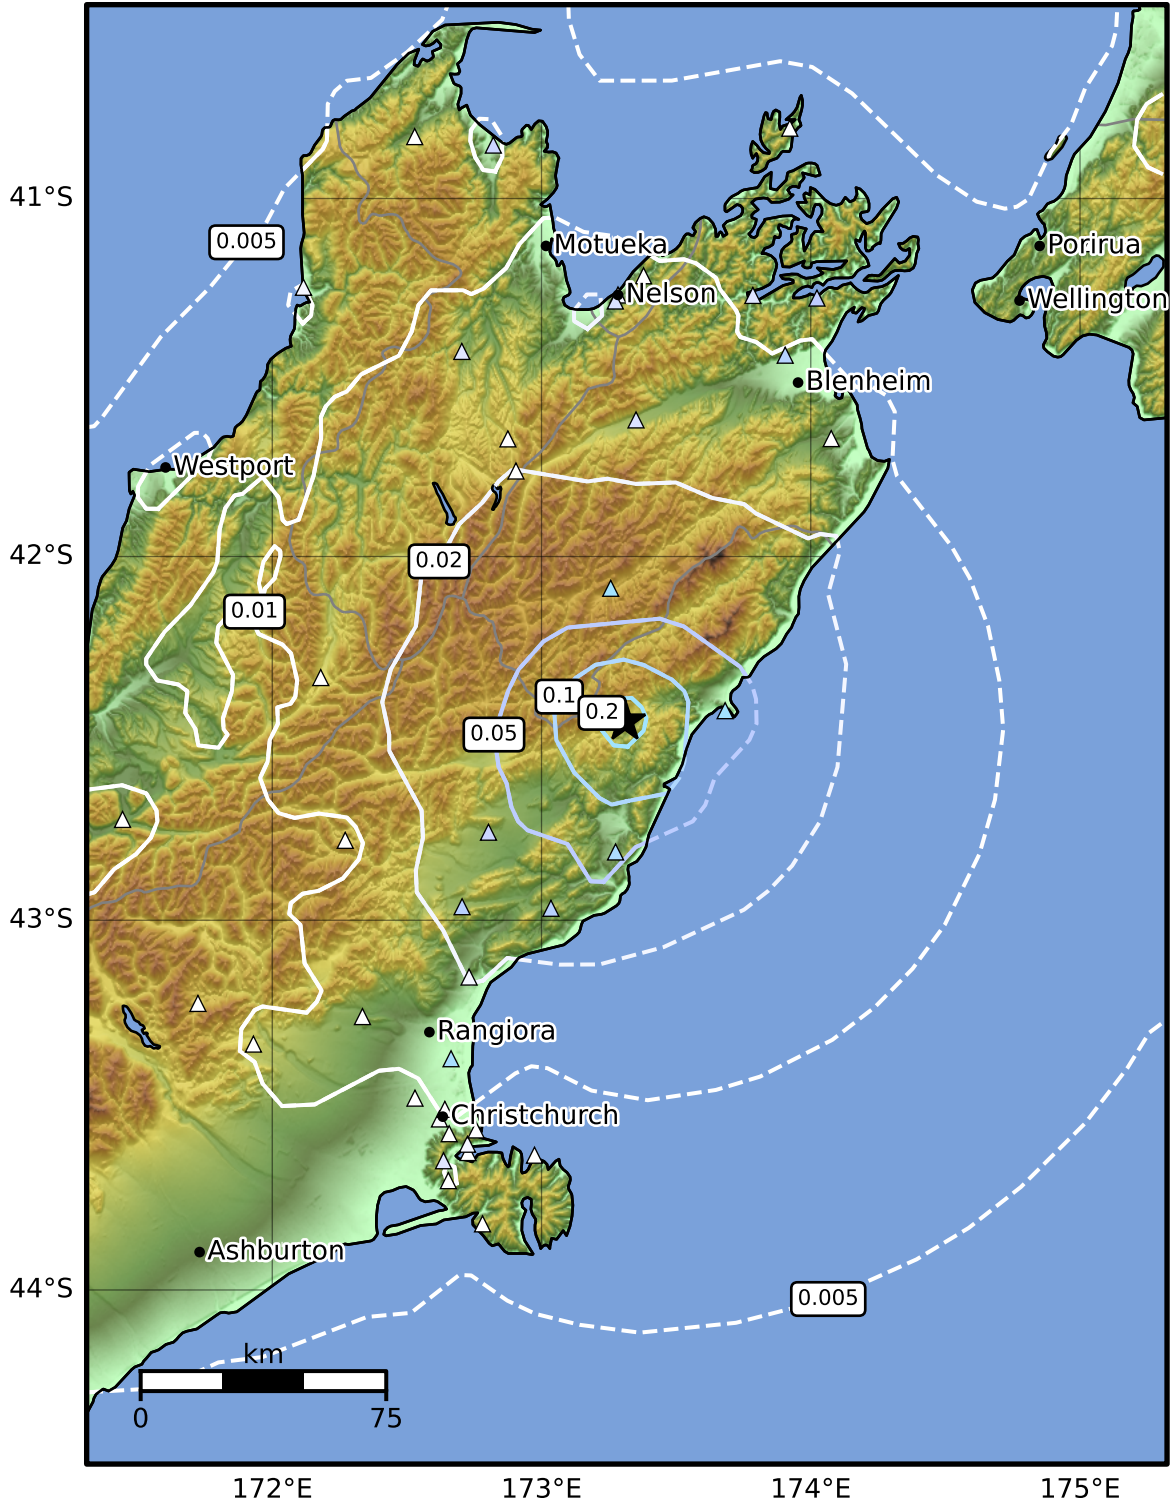 41°S
0.005
Motueka
Porirua
Nelson
Wellington
Blenheim
Westport
42°S
0.02
0.01
0.1
0.2
0.05
43°S
Rangiora
Christchurch
Ashburton
44°S
0.005
km
0
75
172°E
173°E
174°E
175°E